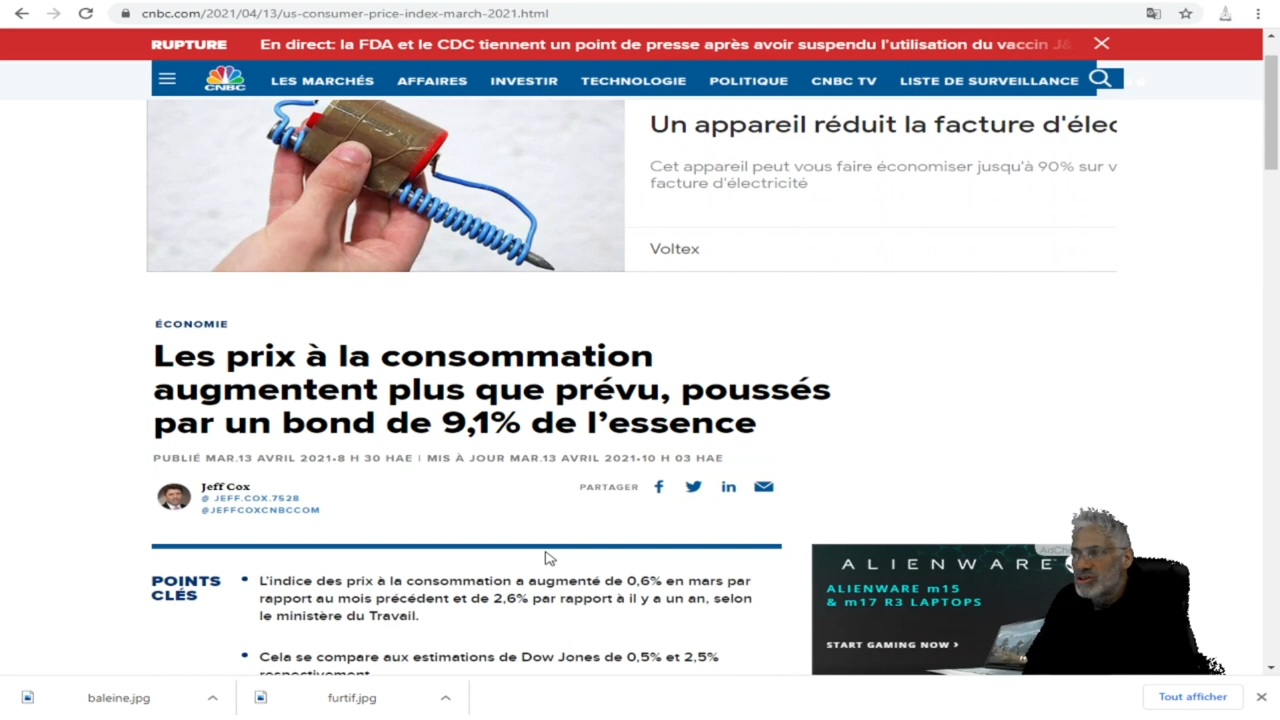 cnbc.com/2021/04/13/us-consumer-price-index-march-2021.html
RUPTURE En direct: la FDA et le CDC tiennent un point de presse après avoir suspendu l'utilisation du vaccin J&
CNBC LES MARCHÉS AFFAIRES INVESTIR TECHNOLOGIE POLITIQUE CNBC TV LISTE DE SURVEILLANCE
Un appareil réduit la facture d'élec
Cet appareil peut vous faire économiser jusqu'à 90% sur v
facture d'électricité
Voltex
ÉCONOMIE
Les prix à la consommation
augmentent plus que prévu, poussés
par un bond de 9,1% de l'essence
PUBLIÉ MAR.13 AVRIL 2021•8 H 30 HAE | MIS À JOUR MAR.13 AVRIL 2021•10 H 03 HAE
Jeff Cox
@ JEFF.COX.7528
@JEFFCOXCNBCCOM
PARTAGER
POINTS
CLÉS
L'indice des prix à la consommation a augmenté de 0,6% en mars par
rapport au mois précédent et de 2,6% par rapport à il y a un an, selon
le ministère du Travail.
Cela se compare aux estimations de Dow Jones de 0,5% et 2,5%
respectivement
AdCh
ALIENWARE
ALIENWARE m15
& m17 R3 LAPTOPS
START GAMING NOW >
baleine.jpg
furtif.jpg
Tout afficher